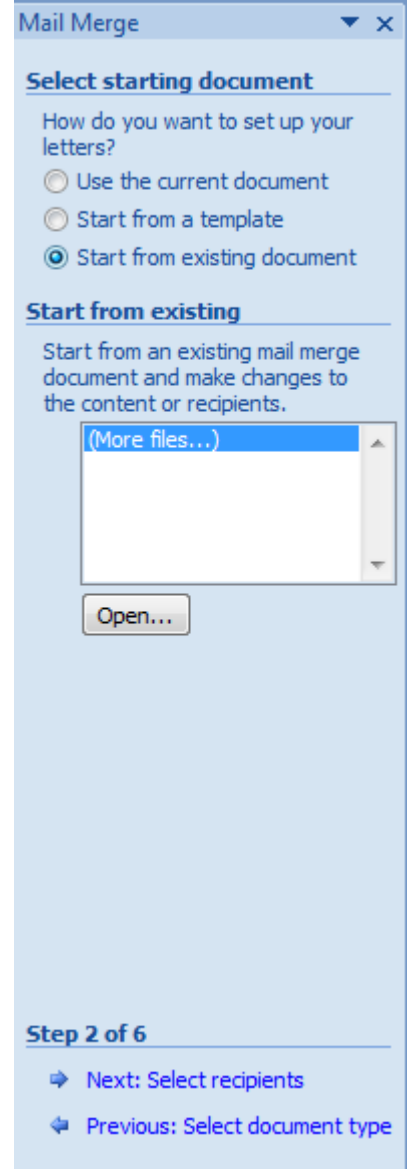 Mail Merge
Select starting document
How do you want to set up your
letters?
Use the current document
Start from a template
Start from existing document
Start from existing
Start from an existing mail merge
document and make changes to
the content or recipients.
(More files...)
Open...
Step 2 of 6
Next: Select recipients
Previous: Select document type